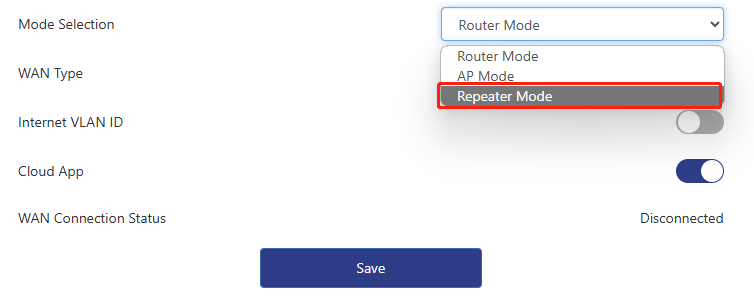 Mode Selection
Router Mode
Router Mode
WAN Type
AP Mode
Repeater Mode
Internet VLAN ID
Cloud App
WAN Connection Status
Disconnected
Save